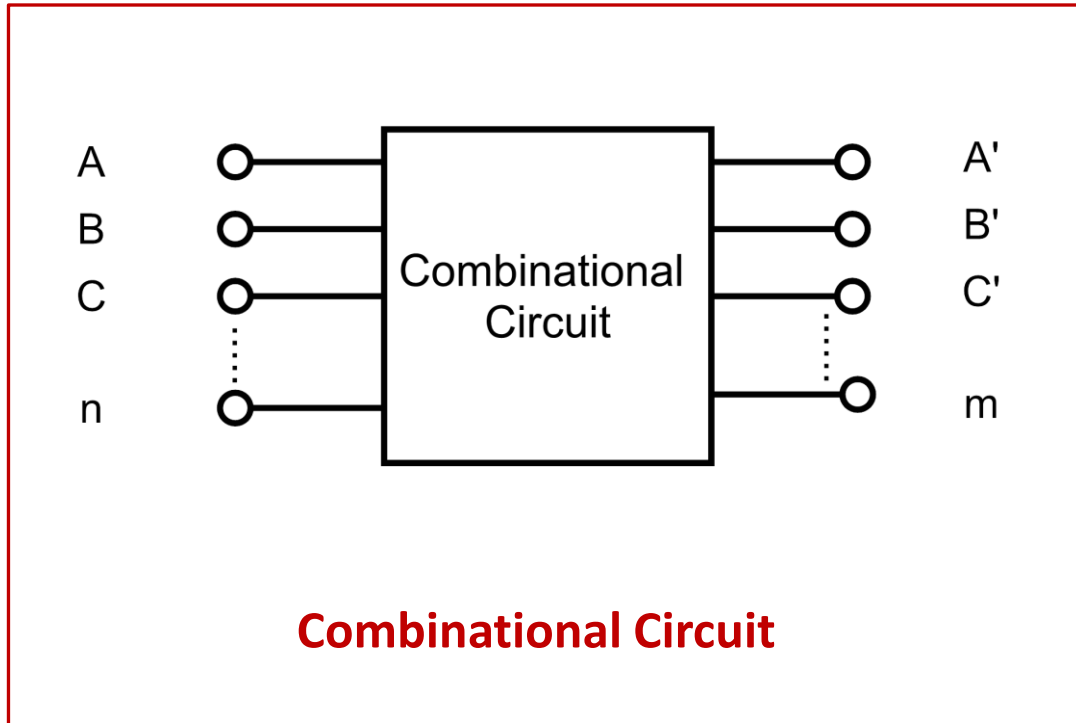 A
B
C
n
Combinational
Circuit
A'
B'
C'
m
Combinational Circuit